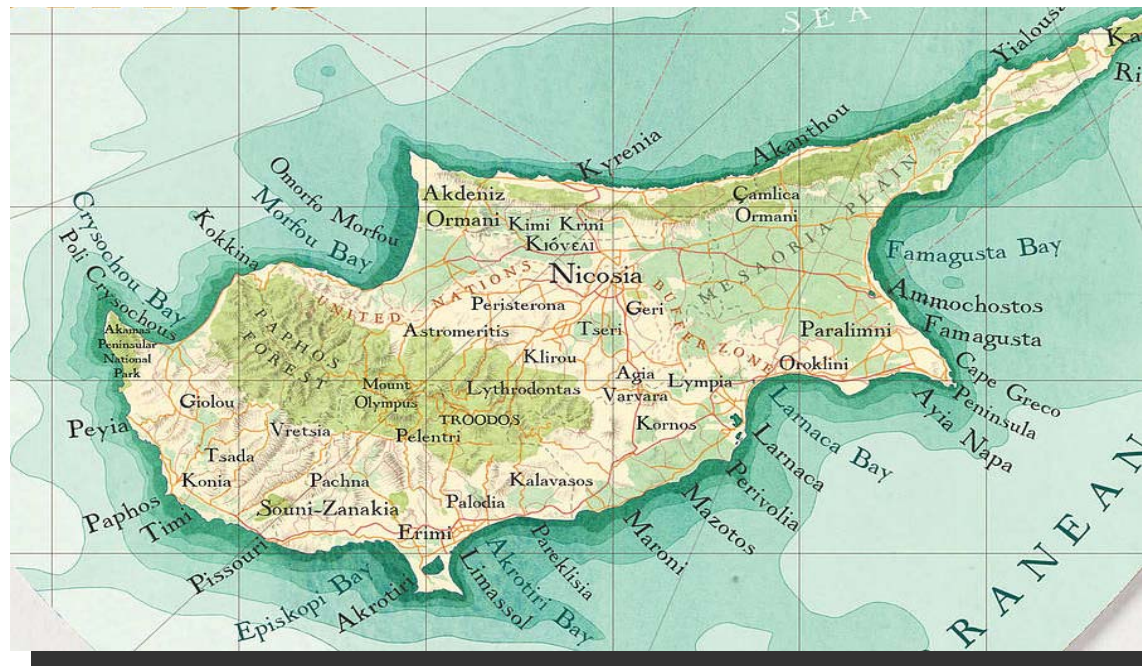 SEA
Yialous
Ka
Ri
Akanthou
Kyrenia
Omorfo Morfou
Morfou Bay
Crysochou Bay
Poli Crysochous
Kokkina
Akdeniz
Ormani
Kimi Krini
Κιόνελι
Çamlica
Ormani
MESAORIA PLAIN
Nicosia
UNITED NATIONS BUFFER ZONE
Famagusta Bay
Ammochostos
Famagusta
Peristerona
Geri
Astromeritis
Tseri
Paralimni
Akamas
Peninsular
National
Park
PAPHOS
FOREST
Klirou
Oroklini
Cape Greco
Peninsula
Ayia Napa
Mount
Olympus
Lythrodontas
Agia
Varvara
Lympia
Giolou
TROODOS
Pelentri
Kornos
Larnaca Bay
Larnaca
Peyia
Vretsia
Tsada
Konia
Pachna
Kalavasos
Perivolia
Mazotos
Paphos
Timi
Souni-Zanakia
Palodia
Maroni
Erimi
Pissouri
Episkopi Bay
Akrotiri
Limassol
Akrotiri Bay
Pareklisia
RANEAN